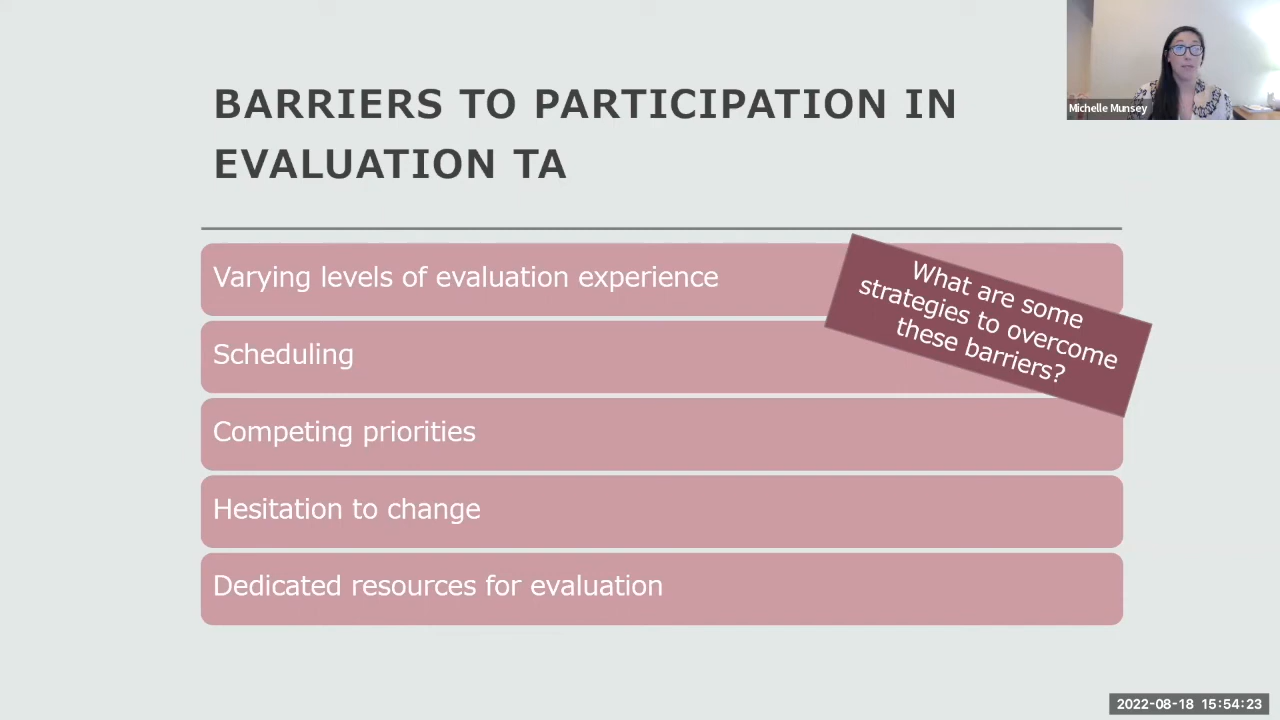 BARRIERS TO PARTICIPATION IN
EVALUATION TA
Michelle Munsey
Varying levels of evaluation experience
What are some
strategies to overcome
these barriers?
Scheduling
Competing priorities
Hesitation to change
Dedicated resources for evaluation
2022-08-18 15:54:23